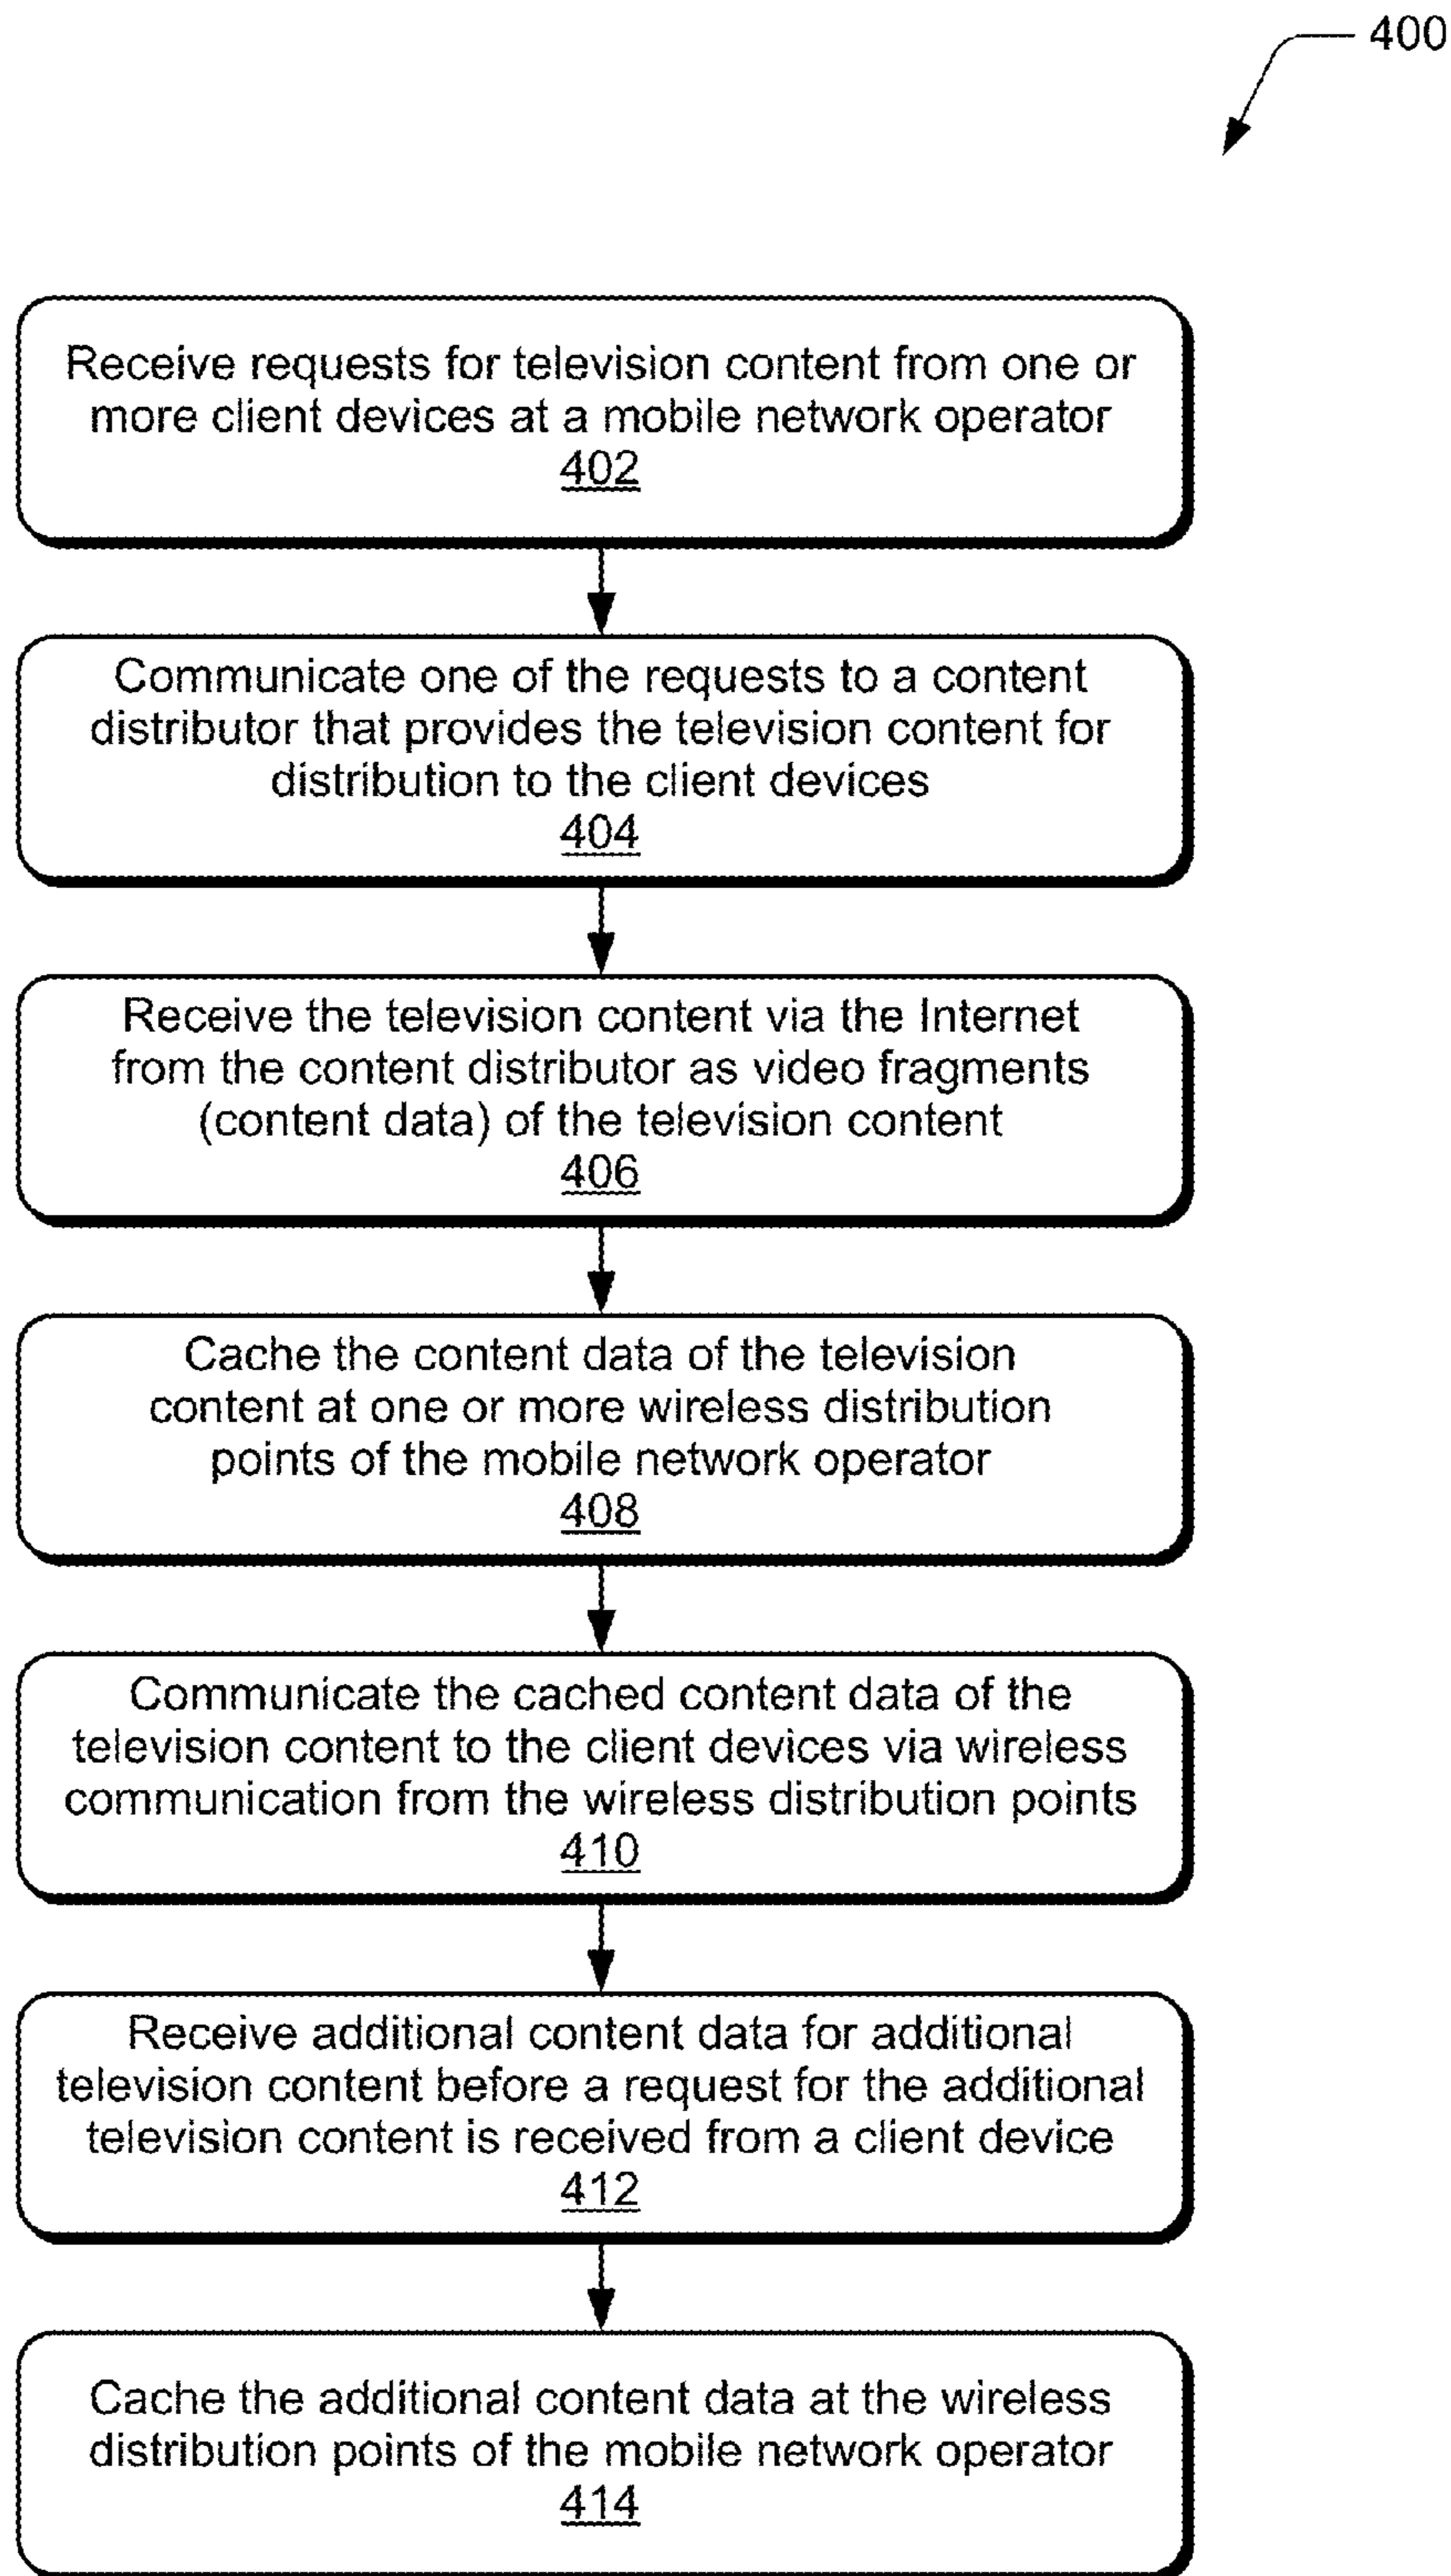 400
Receive requests for television content from one or
more client devices at a mobile network operator
402
Communicate one of the requests to a content
distributor that provides the television content for
distribution to the client devices
404
Receive the television content via the Internet
from the content distributor as video fragments
(content data) of the television content
406
Cache the content data of the television
content at one or more wireless distribution
points of the mobile network operator
408
Communicate the cached content data of the
television content to the client devices via wireless
communication from the wireless distribution points
410
Receive additional content data for additional
television content before a request for the additional
television content is received from a client device
412
Cache the additional content data at the wireless
distribution points of the mobile network operator
414